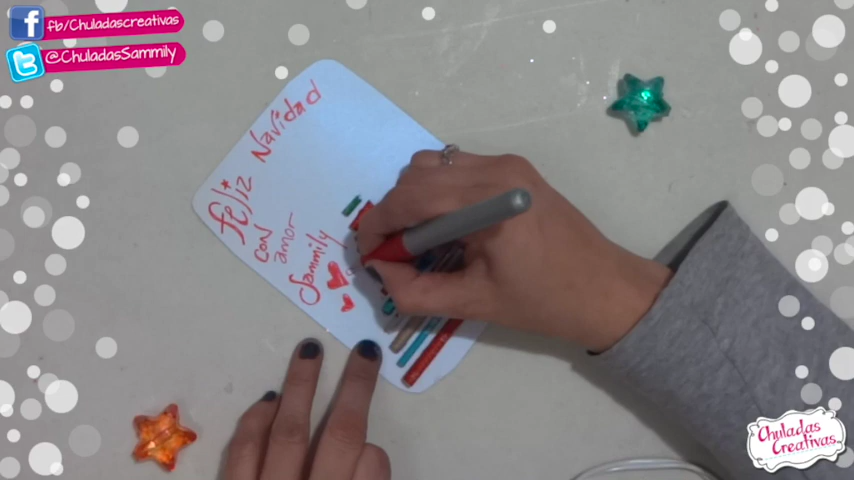 fb/Chuladascreativas
@ChuladasSammily
Feliz Navidad
con
amor
Sammily
Chuladas
Creativas